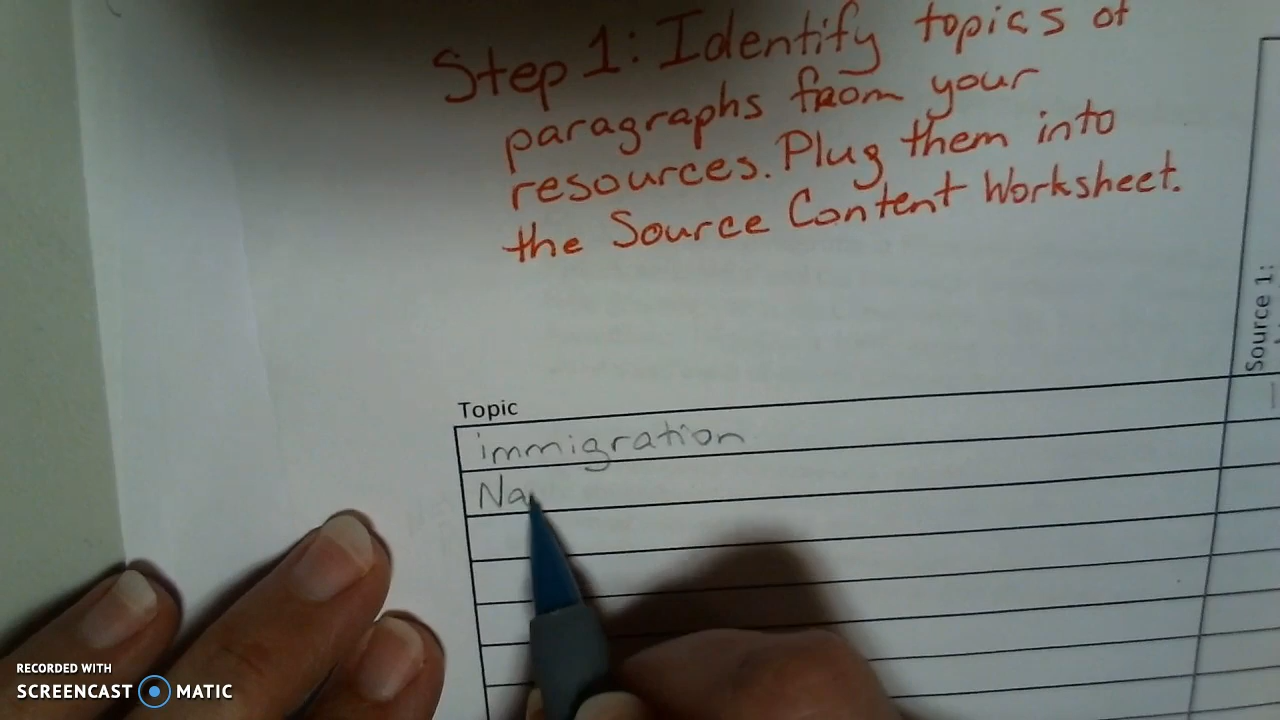 Step 1: Identify topics of
paragraphs from your
resources. Plug them into
the Source Content Worksheet.
Source 1:
Topic
immigration
Na
RECORDED WITH
SCREENCAST MATIC